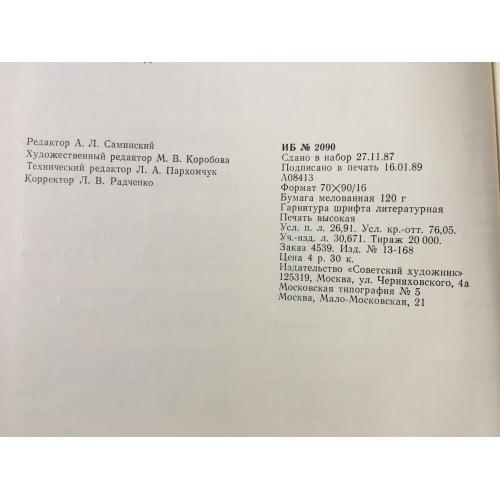 Редактор А. Л. Саминский
Художественный редактор М. В. Коробова
Технический редактор Л. А. Пархомчук
Корректор Л. В. Радченко
ИБ № 2090
Сдано в набор 27.11.87
Подписано в печать 16.01.89
А08413
Формат 70×90/16
Бумага мелованная 120 г
Гарнитура шрифта литературная
Печать высокая
Усл. п. л. 26,91. Усл. кр.-отт. 76,05.
Уч.-изд. л. 30,671. Тираж 20 000.
Заказ 4539. Изд. № 13-168
Цена 4 р. 30 к.
Издательство «Советский художник»
125319, Москва, ул. Черняховского, 4а
Московская типография № 5
Москва, Мало-Московская, 21